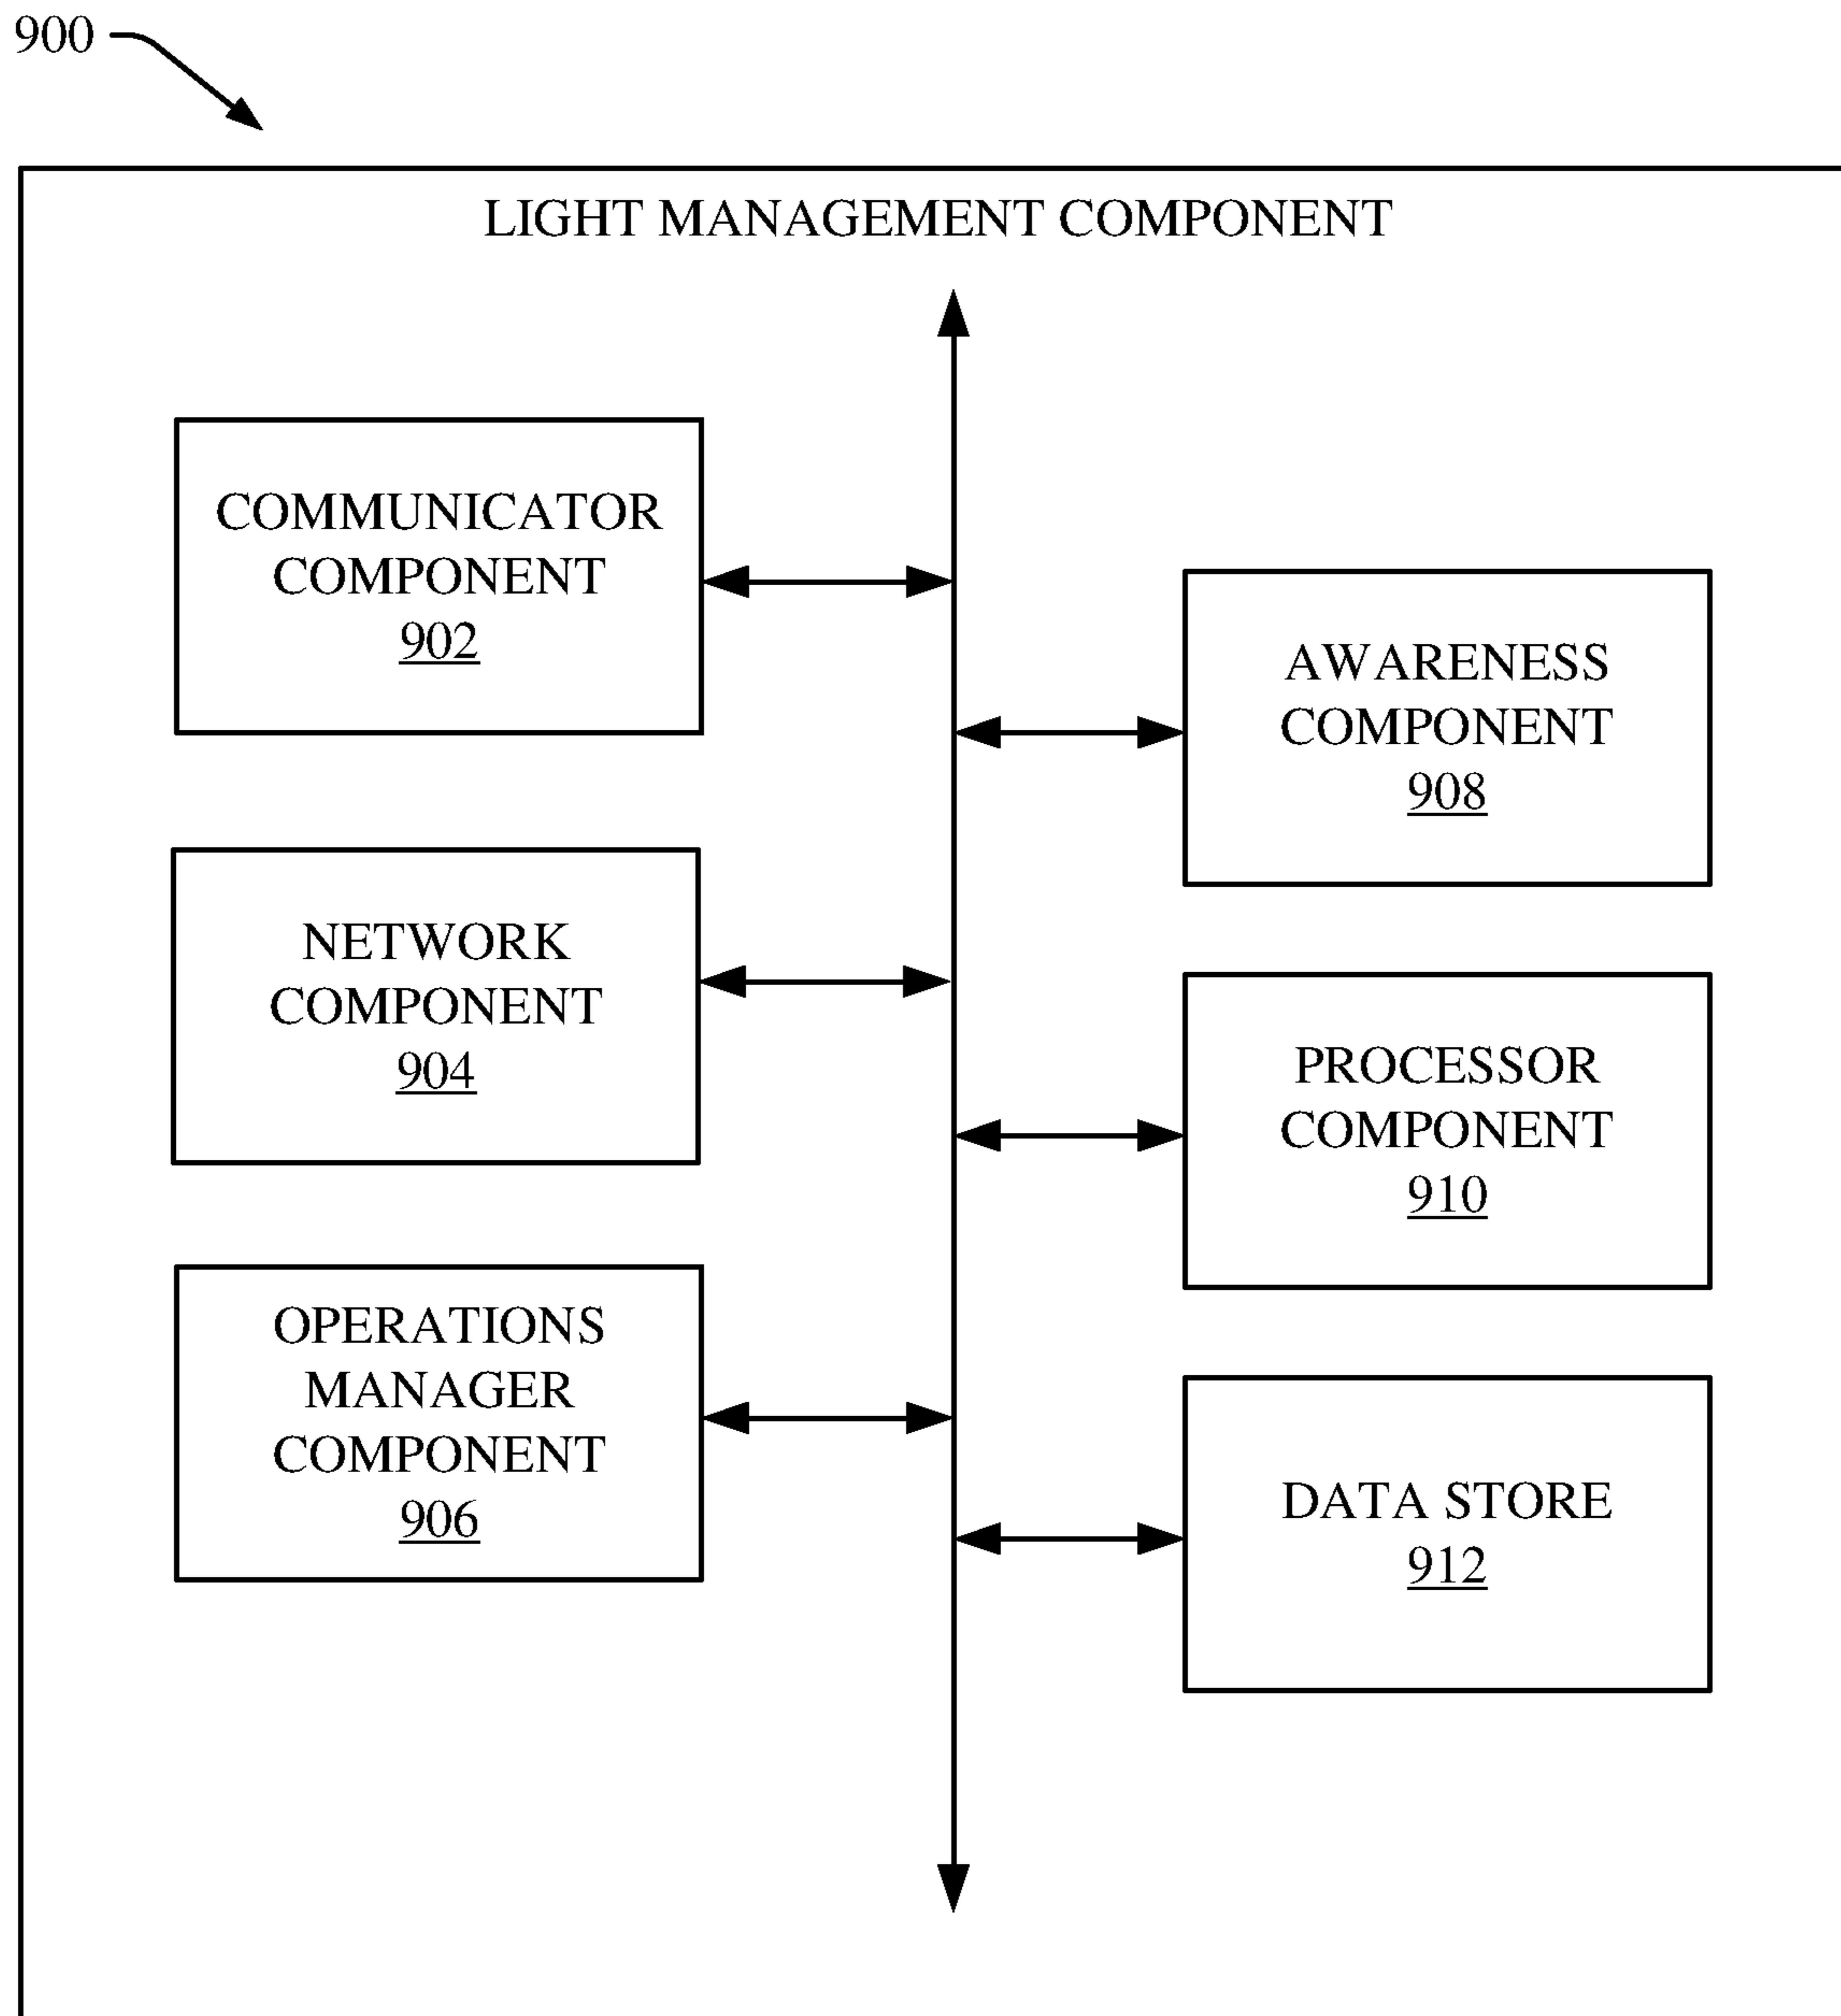 900
LIGHT MANAGEMENT COMPONENT
COMMUNICATOR
COMPONENT
902
NETWORK
COMPONENT
904
OPERATIONS
MANAGER
COMPONENT
906
AWARENESS
COMPONENT
908
PROCESSOR
COMPONENT
910
DATA STORE
912